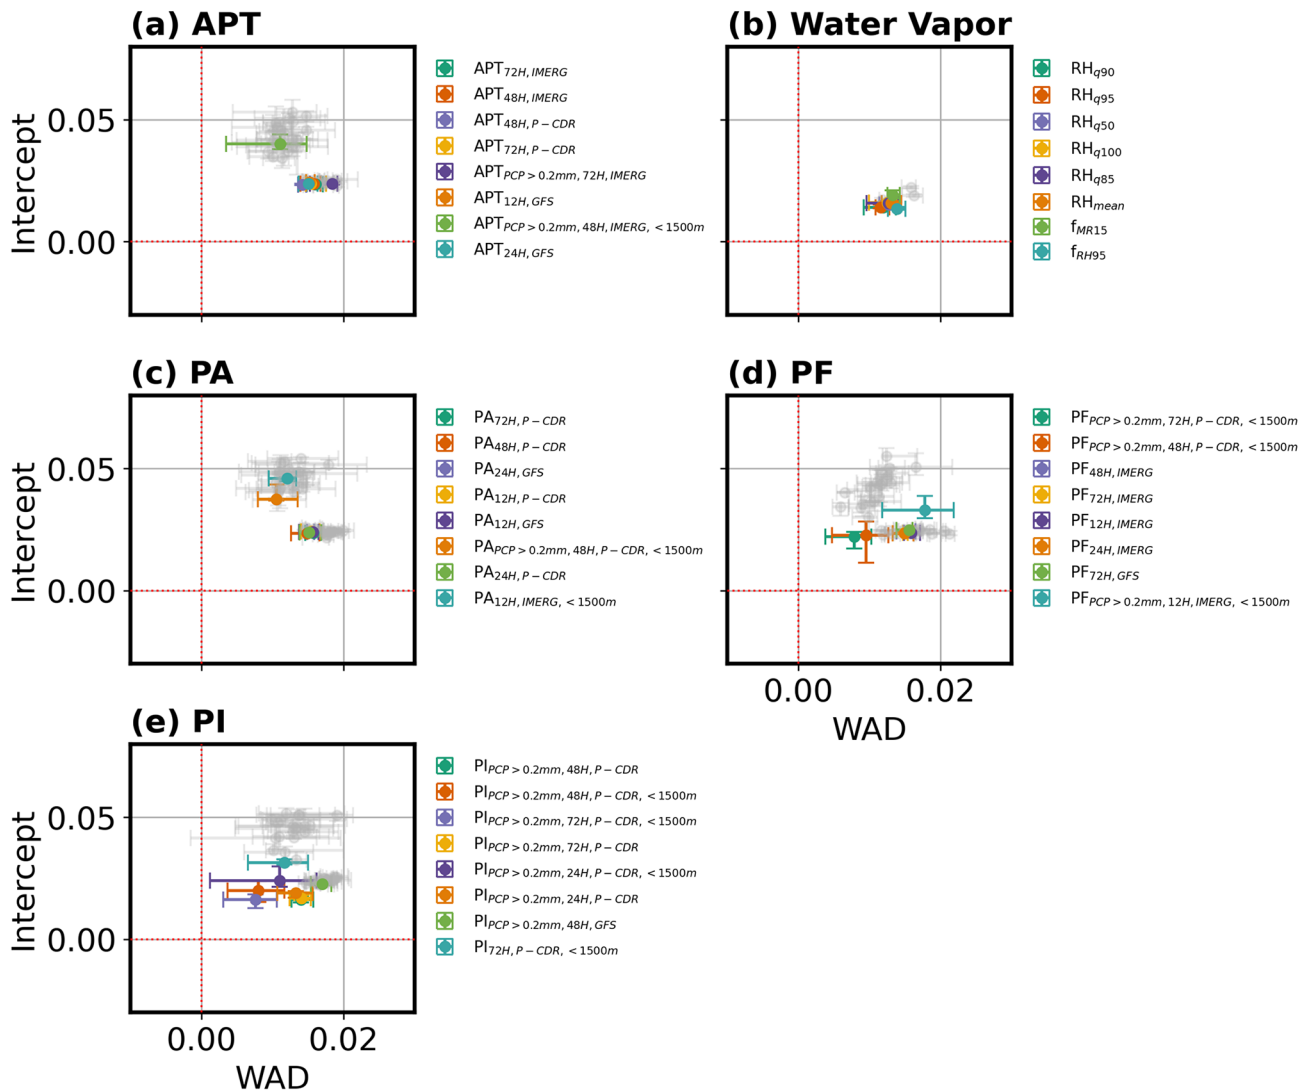 (a) APT
Intercept
0.05
0.00
APT72H, IMERG
APT48H, IMERG
APT48H, P−CDR
APT72H, P−CDR
APTPCP>0.2mm, 72H, IMERG
APT12H, GFS
APTPCP>0.2mm, 48H, IMERG, <1500m
APT24H, GFS
(b) Water Vapor
RHq90
RHq95
RHq50
RHq100
RHq85
RHmean
fMR15
fRH95
(c) PA
Intercept
0.05
0.00
PA72H, P−CDR
PA48H, P−CDR
PA24H, GFS
PA12H, P−CDR
PA12H, GFS
PAPCP>0.2mm, 48H, P−CDR, <1500m
PA24H, P−CDR
PA12H, IMERG, <1500m
(d) PF
0.00 0.02
WAD
PFPCP>0.2mm, 72H, P−CDR, <1500m
PFPCP>0.2mm, 48H, P−CDR, <1500m
PF48H, IMERG
PF72H, IMERG
PF12H, IMERG
PF24H, IMERG
PF72H, GFS
PFPCP>0.2mm, 12H, IMERG, <1500m
(e) PI
Intercept
0.05
0.00
0.00 0.02
WAD
PIPCP>0.2mm, 48H, P−CDR
PIPCP>0.2mm, 48H, P−CDR, <1500m
PIPCP>0.2mm, 72H, P−CDR, <1500m
PIPCP>0.2mm, 72H, P−CDR
PIPCP>0.2mm, 24H, P−CDR, <1500m
PIPCP>0.2mm, 24H, P−CDR
PIPCP>0.2mm, 48H, GFS
PI72H, P−CDR, <1500m